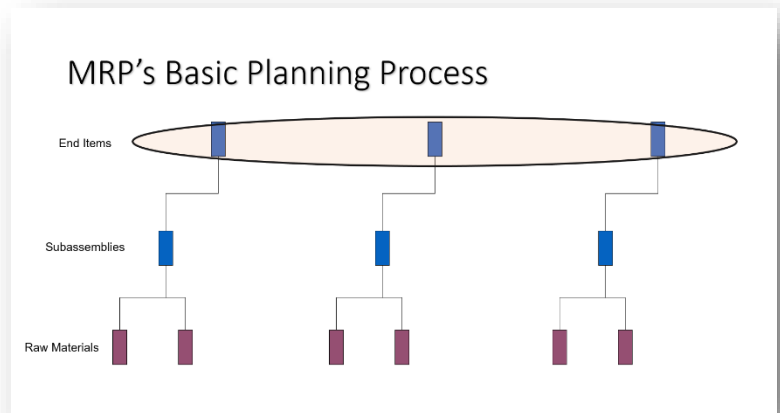 MRP's Basic Planning Process
End Items
Subassemblies
Raw Materials